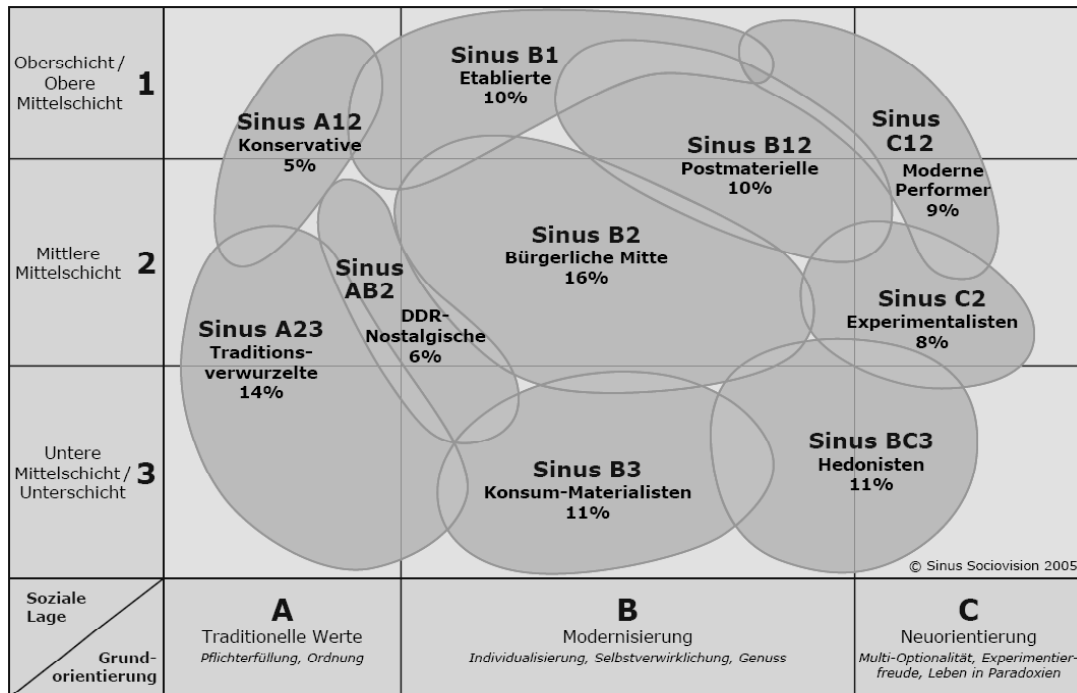 Oberschicht /
Obere
Mittelschicht
1
Mittlere
Mittelschicht
2
Untere
Mittelschicht /
Unterschicht
3
Sinus B1
Etablierte
10%
Sinus A12
Konservative
5%
Sinus B12
Postmaterielle
10%
Sinus
C12
Moderne
Performer
9%
Sinus B2
Bürgerliche Mitte
16%
Sinus
AB2
DDR-
Nostalgische
6%
Sinus A23
Traditions-
verwurzelte
14%
Sinus C2
Experimentalisten
8%
Sinus B3
Konsum-Materialisten
11%
Sinus BC3
Hedonisten
11%
© Sinus Sociovision 2005
Soziale
Lage
Grund-
orientierung
A
Traditionelle Werte
Pflichterfüllung, Ordnung
B
Modernisierung
Individualisierung, Selbstverwirklichung, Genuss
C
Neuorientierung
Multi-Optionalität, Experimentier-
freude, Leben in Paradoxien